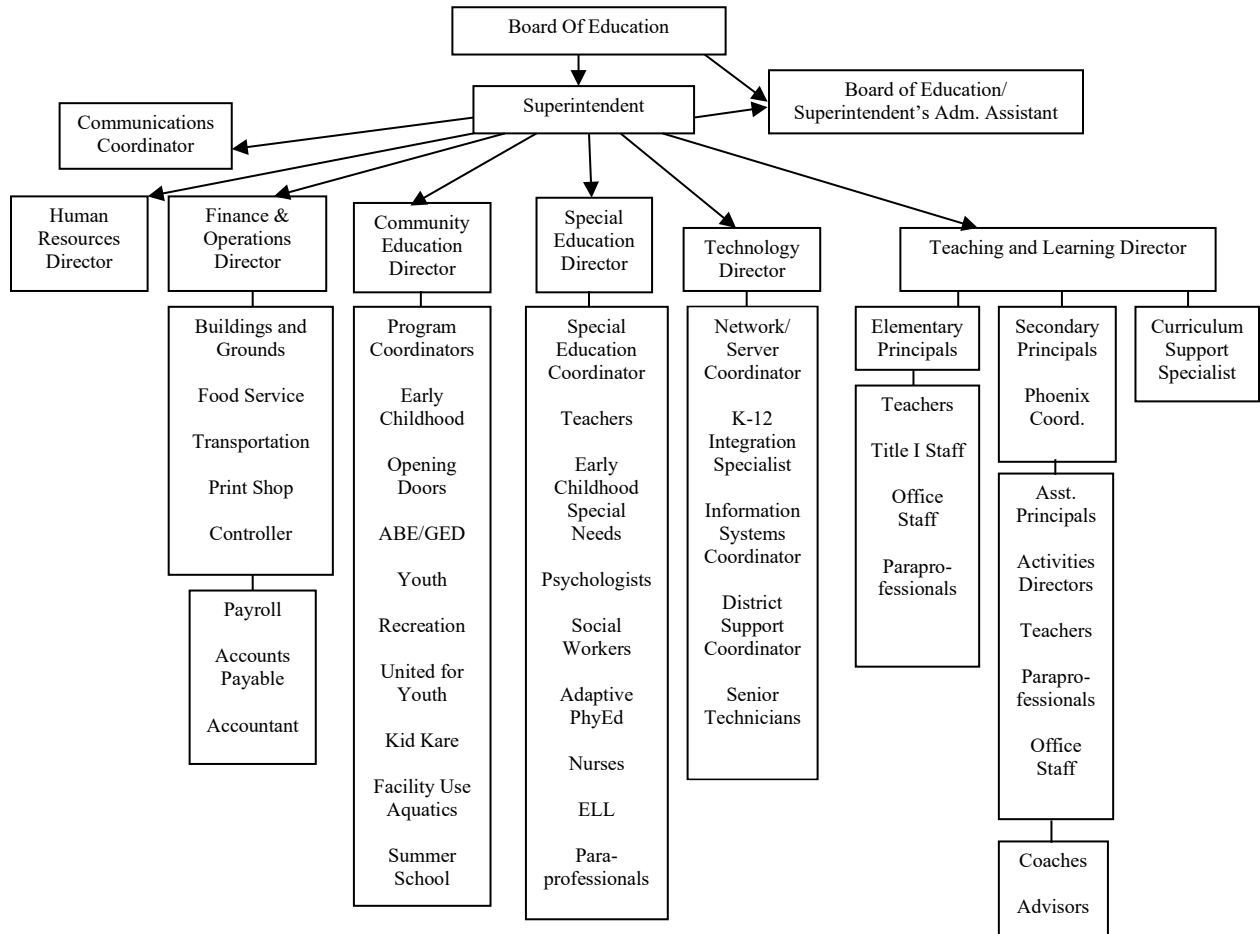 Board Of Education
Board of Education/
Superintendent's Adm. Assistant
Superintendent
Communications
Coordinator
Human
Resources
Director
Finance &
Operations
Director
Community
Education
Director
Special
Education
Director
Technology
Director
Teaching and Learning Director
Buildings and
Grounds
Food Service
Transportation
Print Shop
Controller
Payroll
Accounts
Payable
Accountant
Program
Coordinators
Early
Childhood
Opening
Doors
ABE/GED
Youth
Recreation
United for
Youth
Kid Kare
Facility Use
Aquatics
Summer
School
Special
Education
Coordinator
Teachers
Early
Childhood
Special
Needs
Psychologists
Social
Workers
Adaptive
PhyEd
Nurses
ELL
Para-
professionals
Network/
Server
Coordinator
K-12
Integration
Specialist
Information
Systems
Coordinator
District
Support
Coordinator
Senior
Technicians
Elementary
Principals
Teachers
Title I Staff
Office
Staff
Parapro-
fessionals
Secondary
Principals
Phoenix
Coord.
Asst.
Principals
Activities
Directors
Teachers
Parapro-
fessionals
Office
Staff
Coaches
Advisors
Curriculum
Support
Specialist